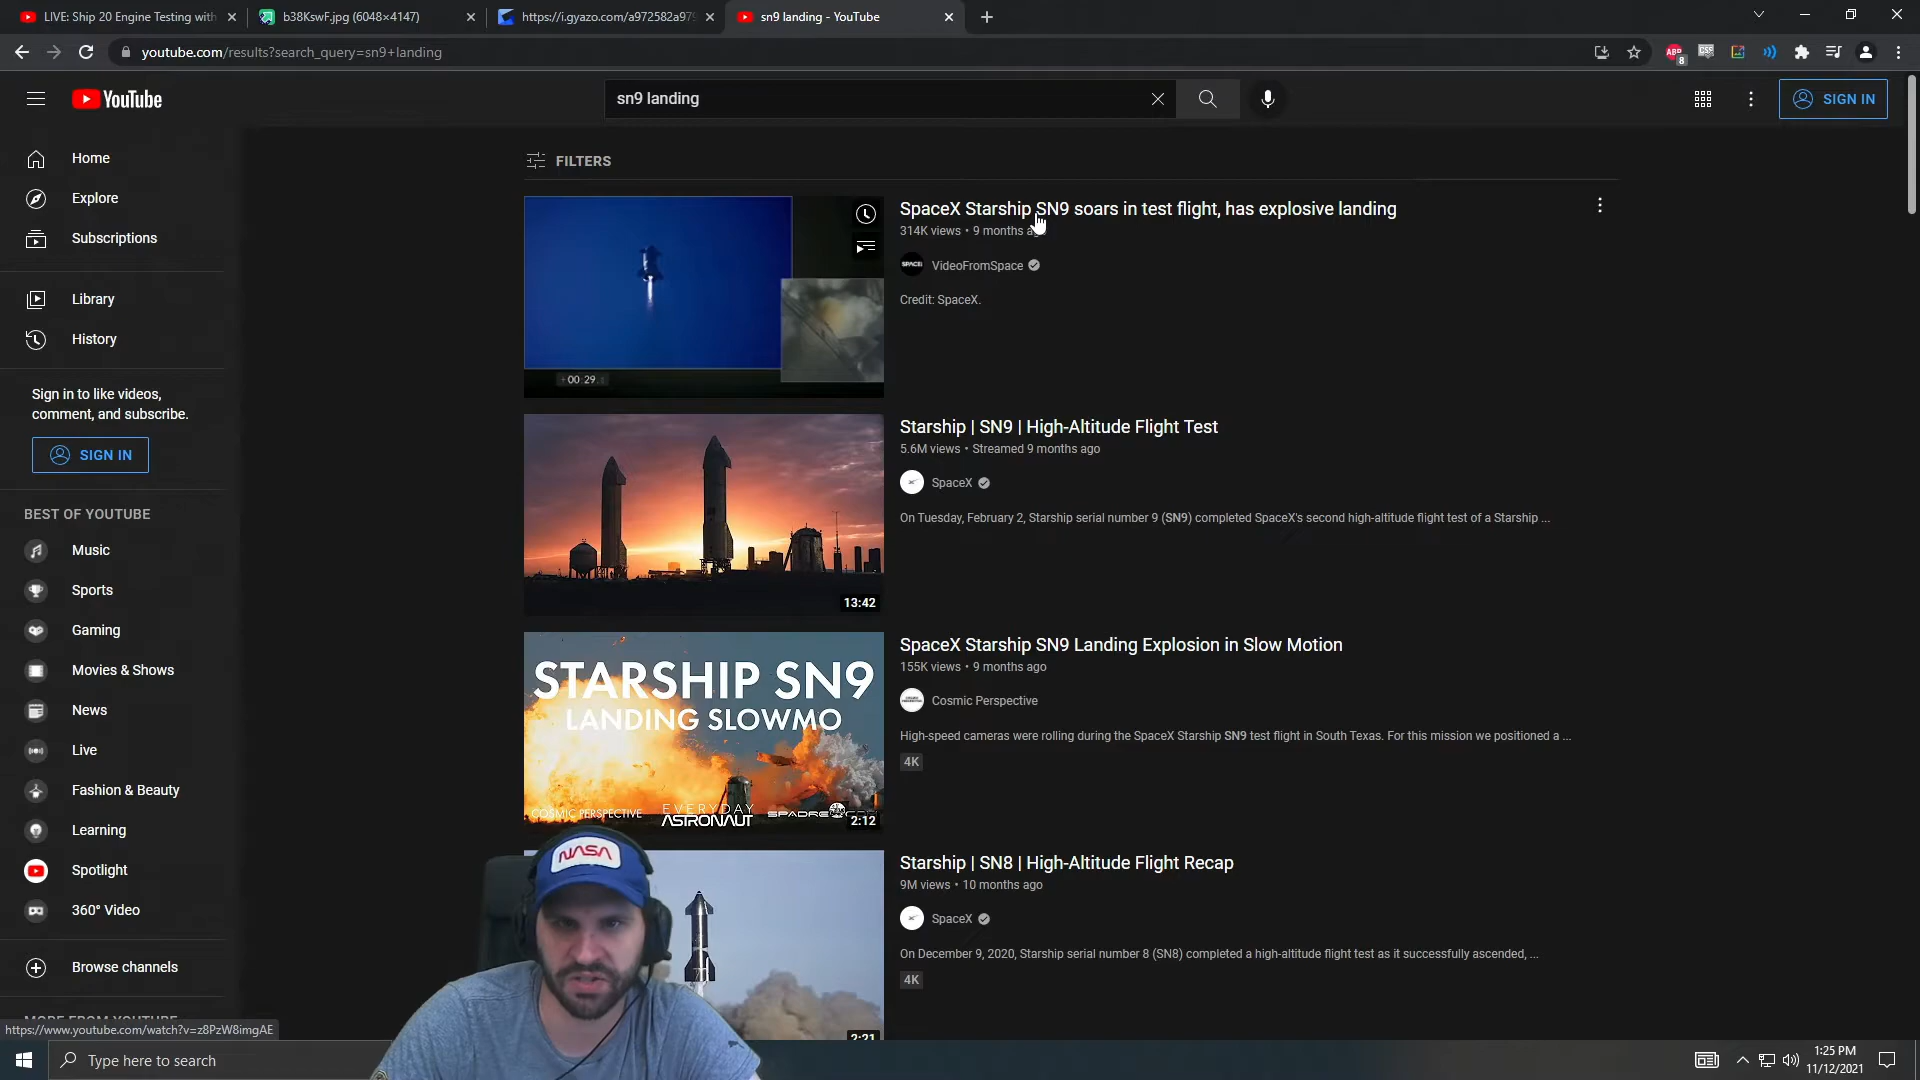 LIVE: Ship 20 Engine Testing with
b38KswF.jpg (6048×4147)
https://i.gyazo.com/a972582a979
sn9 landing - YouTube
youtube.com/results?search_query=sn9+landing
8
YouTube
sn9 landing
SIGN IN
Home
Explore
Subscriptions
Library
History
Sign in to like videos,
comment, and subscribe.
SIGN IN
BEST OF YOUTUBE
Music
Sports
Gaming
Movies & Shows
News
Live
Fashion & Beauty
Learning
Spotlight
360° Video
Browse channels
MORE FROM YOUTUBE
https://www.youtube.com/watch?v=z8PzW8imgAE
FILTERS
SpaceX Starship SN9 soars in test flight, has explosive landing
314K views • 9 months ago
SPACE
VideoFromSpace
Credit: SpaceX.
00:29
Starship | SN9 | High-Altitude Flight Test
5.6M views • Streamed 9 months ago
SpaceX
On Tuesday, February 2, Starship serial number 9 (SN9) completed SpaceX's second high-altitude flight test of a Starship ...
13:42
SpaceX Starship SN9 Landing Explosion in Slow Motion
155K views • 9 months ago
Cosmic Perspective
High-speed cameras were rolling during the SpaceX Starship SN9 test flight in South Texas. For this mission we positioned a ...
4K
STARSHIP SN9
LANDING SLOWMO
COSMIC PERSPECTIVE
EVERYDAY
ASTRONAUT
2:12
Starship | SN8 | High-Altitude Flight Recap
9M views • 10 months ago
SpaceX
On December 9, 2020, Starship serial number 8 (SN8) completed a high-altitude flight test as it successfully ascended, ...
4K
2:21
NASA
Type here to search
1:25 PM
11/12/2021